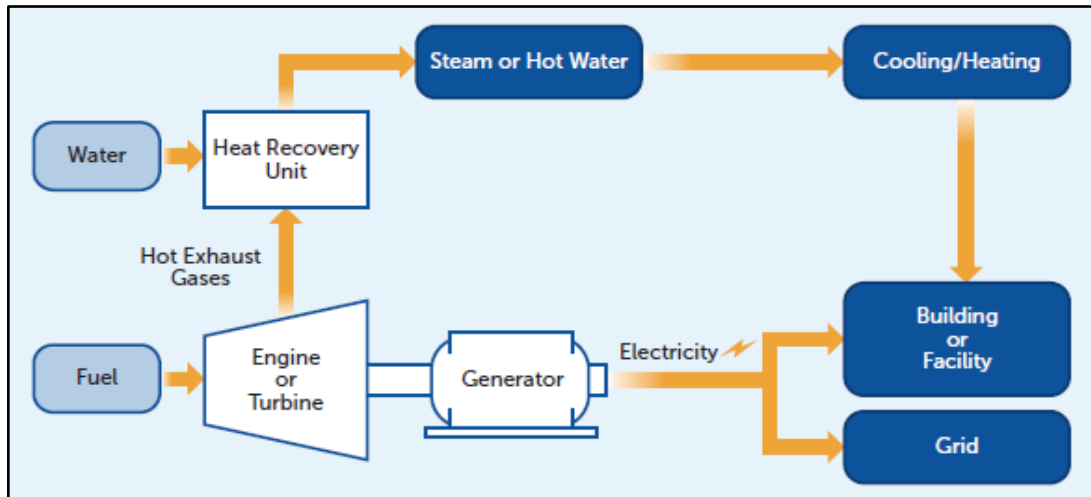 Steam or Hot Water
Cooling/Heating
Water
Heat Recovery
Unit
Hot Exhaust
Gases
Fuel
Engine
or
Turbine
Generator
Electricity
Building
or
Facility
Grid